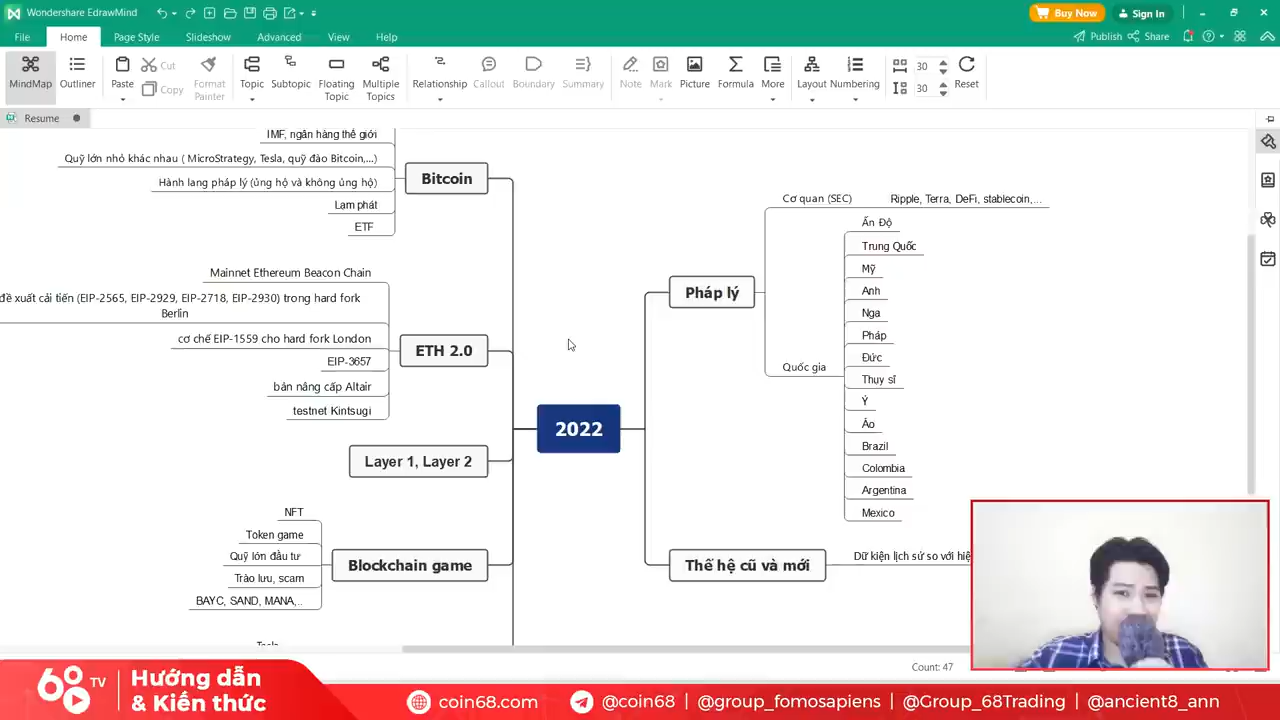 Wondershare EdrawMind
Buy Now
Sign In
File
Home
Page Style
Slideshow
Advanced
View
Help
Publish
Share
MindMap
Outliner
Paste
Cut
Copy
Format
Painter
Topic
Subtopic
Floating
Topic
Multiple
Topics
Relationship
Callout
Boundary
Summary
Note
Mark
Picture
Formula
More
Layout
Numbering
30
30
Reset
Resume
IMF, ngân hàng thế giới
Quỹ lớn nhỏ khác nhau ( MicroStrategy, Tesla, quỹ đào Bitcoin,...)
Hành lang pháp lý (ủng hộ và không ủng hộ)
Lạm phát
ETF
Bitcoin
Mainnet Ethereum Beacon Chain
đề xuất cải tiến (EIP-2565, EIP-2929, EIP-2718, EIP-2930) trong hard fork
Berlin
cơ chế EIP-1559 cho hard fork London
EIP-3657
bản nâng cấp Altair
testnet Kintsugi
ETH 2.0
Layer 1, Layer 2
NFT
Token game
Quỹ lớn đầu tư
Trào lưu, scam
BAYC, SAND, MANA,..
Blockchain game
2022
Pháp lý
Cơ quan (SEC)
Ripple, Terra, DeFi, stablecoin,...
Quốc gia
Ấn Độ
Trung Quốc
Mỹ
Anh
Nga
Pháp
Đức
Thuỵ sĩ
Ý
Áo
Brazil
Colombia
Argentina
Mexico
Thế hệ cũ và mới
Dữ kiện lịch sử so với hiệ
Count: 47
68 TV
Hướng dẫn
& Kiến thức
coin68.com
@coin68 | @group_fomosapiens | @Group_68Trading | @ancient8_ann